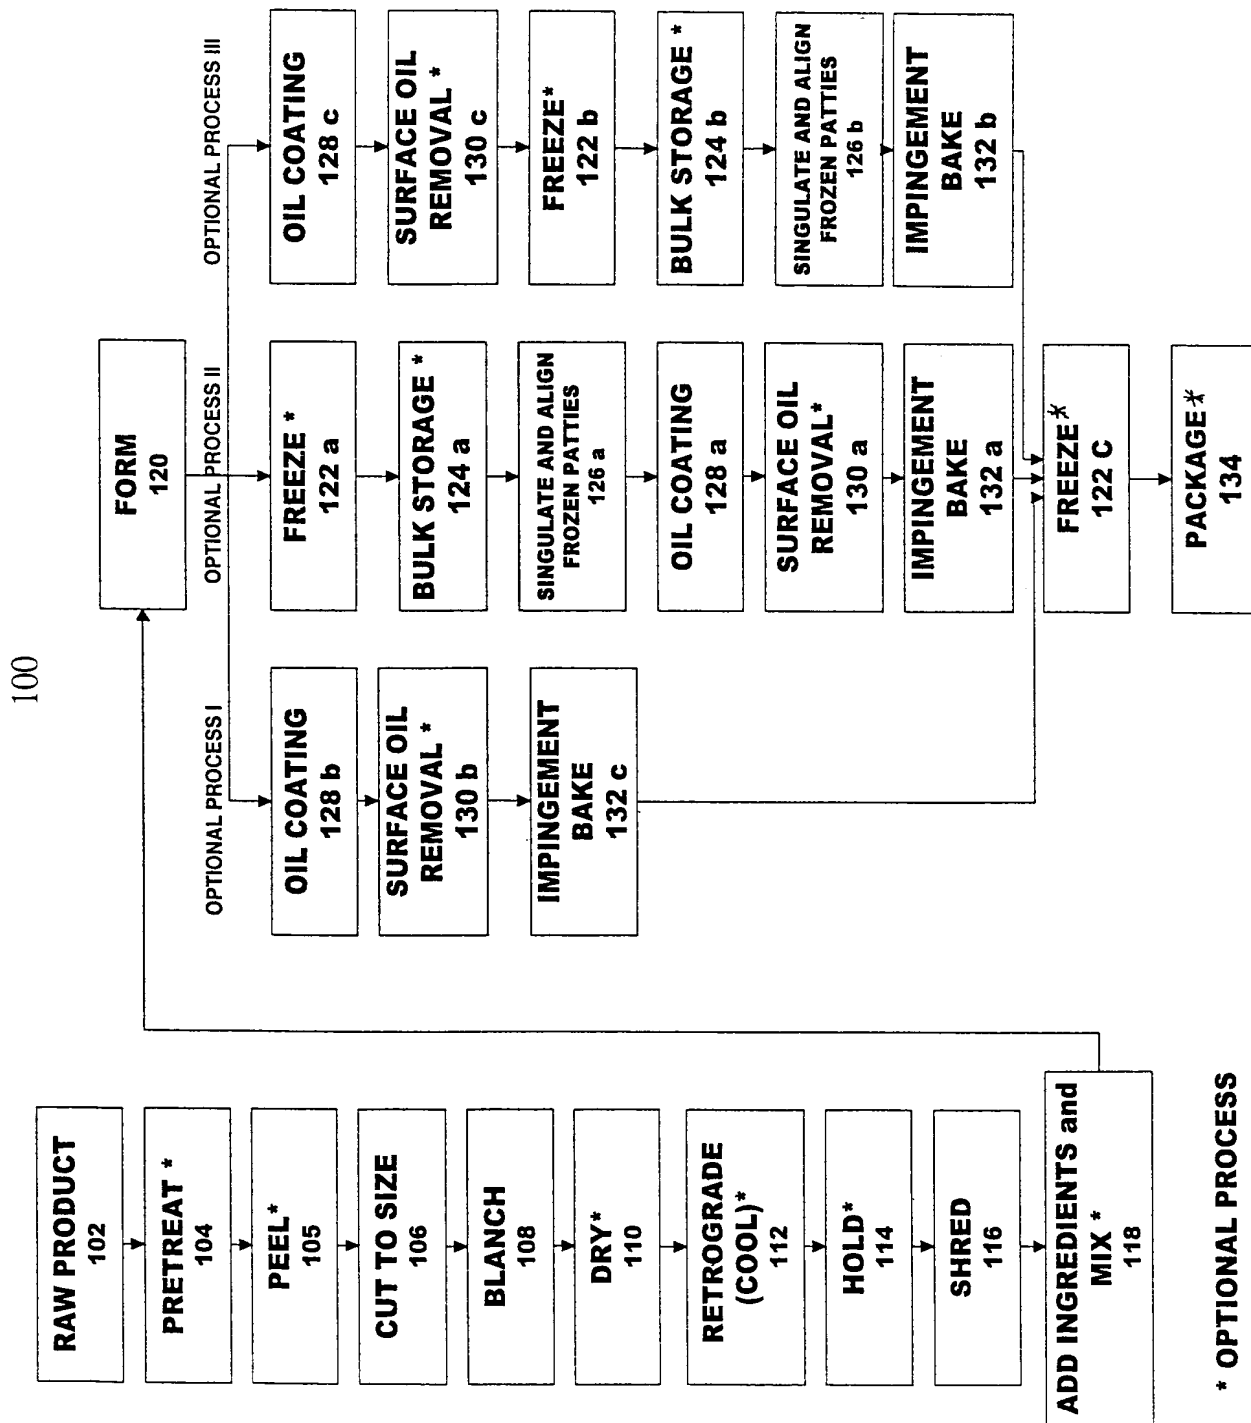 100
RAW PRODUCT
102
PRETREAT *
104
PEEL*
105
CUT TO SIZE
106
BLANCH
108
DRY*
110
RETROGRADE
(COOL)*
112
HOLD*
114
SHRED
116
ADD INGREDIENTS and
MIX *
118
FORM
120
OPTIONAL PROCESS I
OIL COATING
128 b
SURFACE OIL
REMOVAL *
130 b
IMPINGEMENT
BAKE
132 c
OPTIONAL PROCESS II
FREEZE *
122 a
BULK STORAGE *
124 a
SINGULATE AND ALIGN
FROZEN PATTIES
126 a
OIL COATING
128 a
SURFACE OIL
REMOVAL*
130 a
IMPINGEMENT
BAKE
132 a
OPTIONAL PROCESS III
OIL COATING
128 c
SURFACE OIL
REMOVAL *
130 c
FREEZE*
122 b
BULK STORAGE *
124 b
SINGULATE AND ALIGN
FROZEN PATTIES
126 b
IMPINGEMENT
BAKE
132 b
FREEZE*
122 C
PACKAGE*
134
* OPTIONAL PROCESS